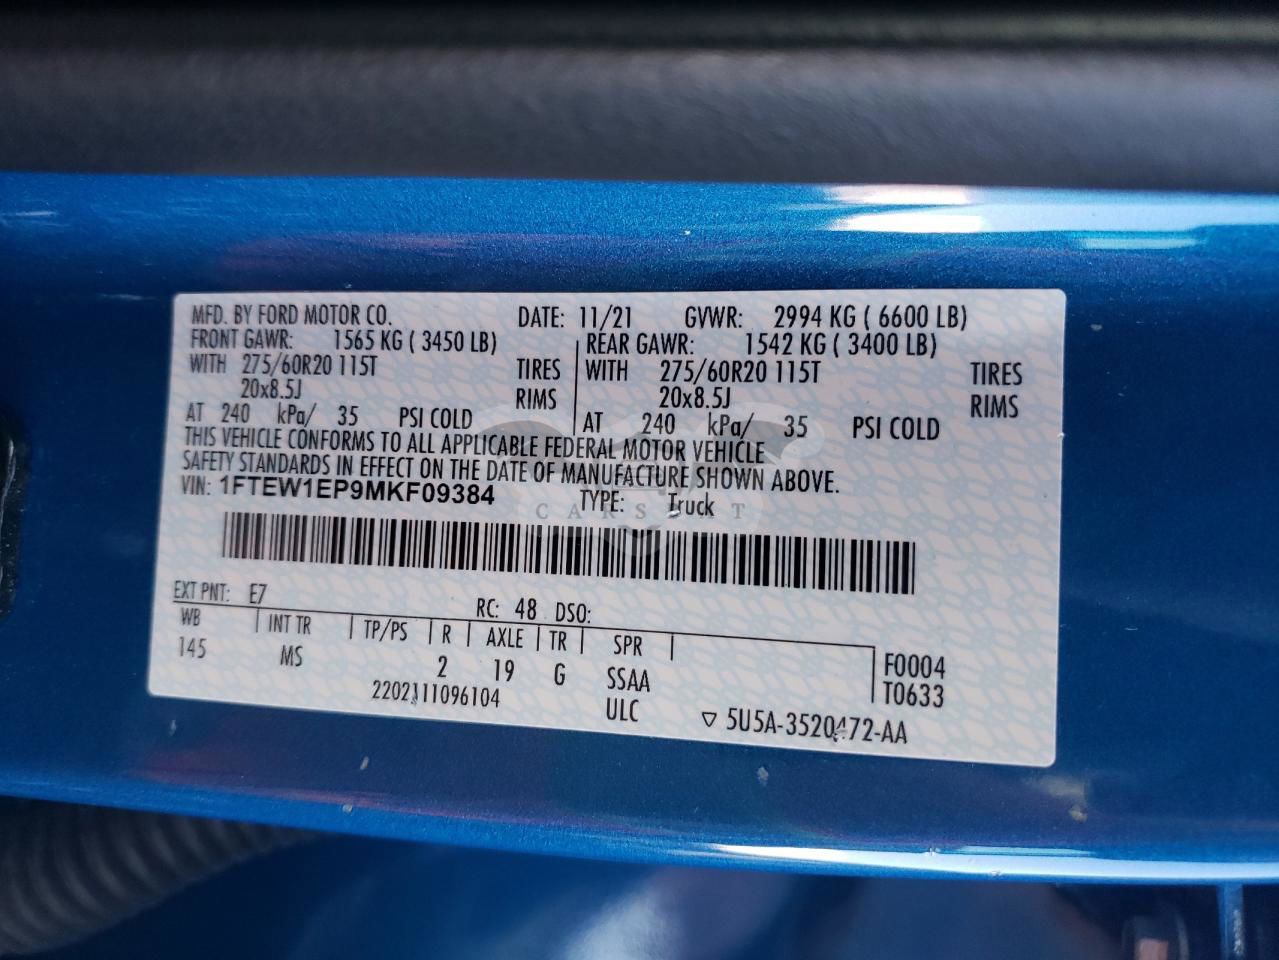 MFD. BY FORD MOTOR CO. DATE: 11/21 GVWR: 2994 KG ( 6600 LB)
FRONT GAWR: 1565 KG ( 3450 LB) REAR GAWR: 1542 KG ( 3400 LB)
WITH 275/60R20 115T TIRES WITH 275/60R20 115T TIRES
20x8.5J RIMS 20x8.5J RIMS
AT 240 kPa/ 35 PSI COLD AT 240 kPa/ 35 PSI COLD
THIS VEHICLE CONFORMS TO ALL APPLICABLE FEDERAL MOTOR VEHICLE
SAFETY STANDARDS IN EFFECT ON THE DATE OF MANUFACTURE SHOWN ABOVE.
VIN: 1FTEW1EP9MKF09384 TYPE: Truck
EXT PNT: E7 RC: 48 DSO:
WB INT TR TP/PS R AXLE TR SPR
145 MS 2 19 G SSAA F0004
2202111096104 ULC T0633
▽ 5U5A-3520472-AA